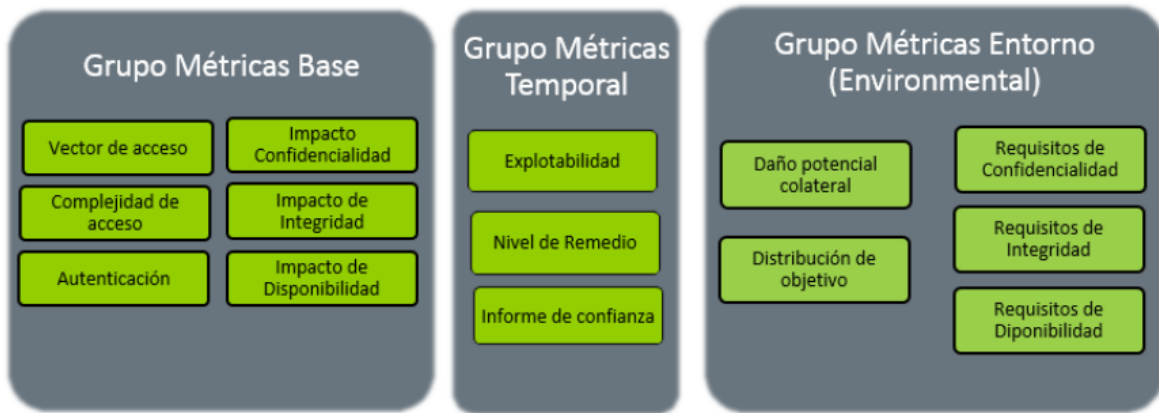 Grupo Métricas Base
Vector de acceso
Impacto
Confidencialidad
Complejidad de
acceso
Impacto de
Integridad
Autenticación
Impacto de
Disponibilidad
Grupo Métricas
Temporal
Explotabilidad
Nivel de Remedio
Informe de confianza
Grupo Métricas Entorno
(Environmental)
Daño potencial
colateral
Distribución de
objetivo
Requisitos de
Confidencialidad
Requisitos de
Integridad
Requisitos de
Diponibilidad